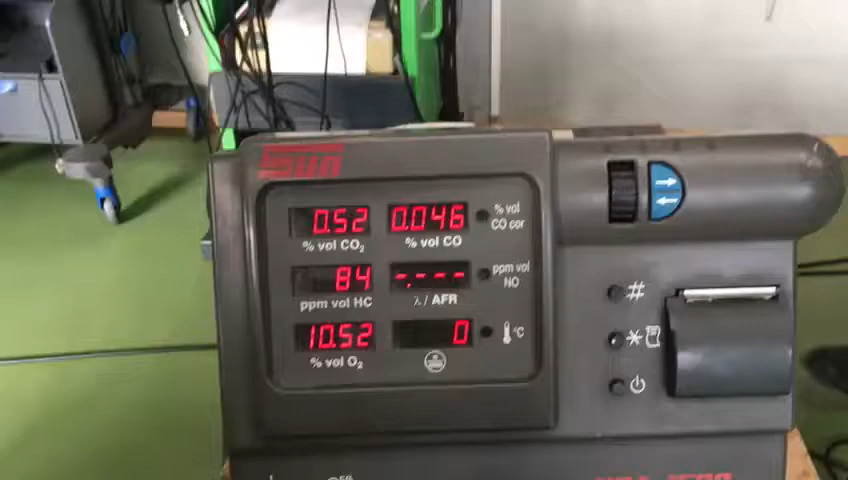 Sun
0.52 0.046 % vol
% vol CO₂ % vol CO CO cor
84 -.--- ppm vol
ppm vol HC λ / AFR NO
10.52 0 °C
% vol O₂
#
*